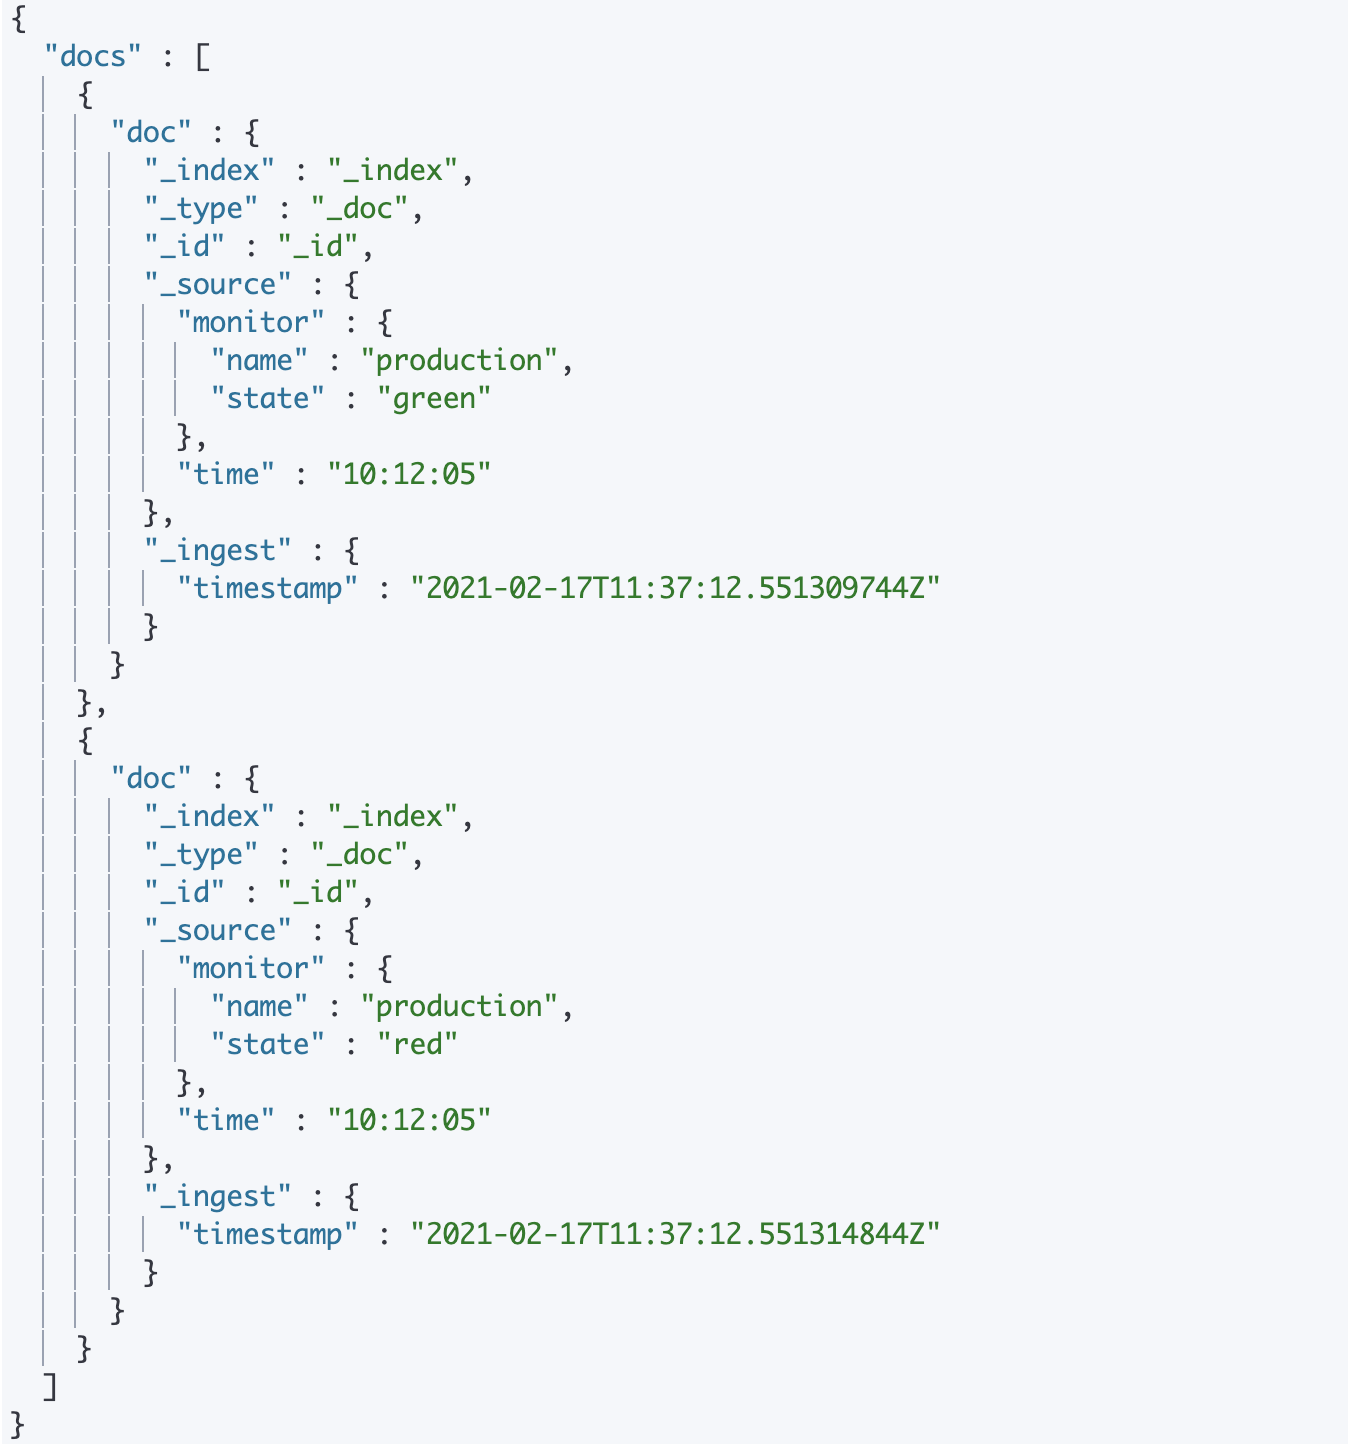 {
  "docs" : [
    {
      "doc" : {
        "_index" : "_index",
        "_type" : "_doc",
        "_id" : "_id",
        "_source" : {
          "monitor" : {
            "name" : "production",
            "state" : "green"
          },
          "time" : "10:12:05"
        },
        "_ingest" : {
          "timestamp" : "2021-02-17T11:37:12.551309744Z"
        }
      }
    },
    {
      "doc" : {
        "_index" : "_index",
        "_type" : "_doc",
        "_id" : "_id",
        "_source" : {
          "monitor" : {
            "name" : "production",
            "state" : "red"
          },
          "time" : "10:12:05"
        },
        "_ingest" : {
          "timestamp" : "2021-02-17T11:37:12.551314844Z"
        }
      }
    }
  ]
}